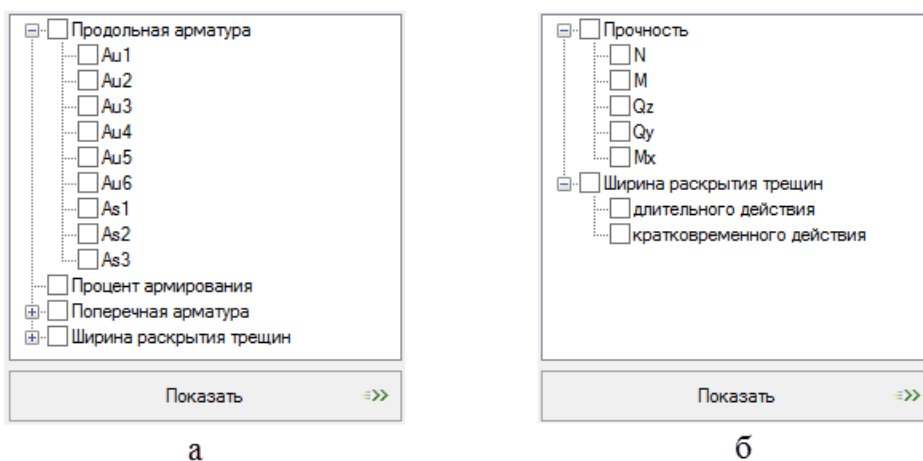 Продольная арматура
Au1
Au2
Au3
Au4
Au5
Au6
As1
As2
As3
Процент армирования
Поперечная арматура
Ширина раскрытия трещин
Показать
а
Прочность
N
M
Qz
Qy
Mx
Ширина раскрытия трещин
длительного действия
кратковременного действия
Показать
б